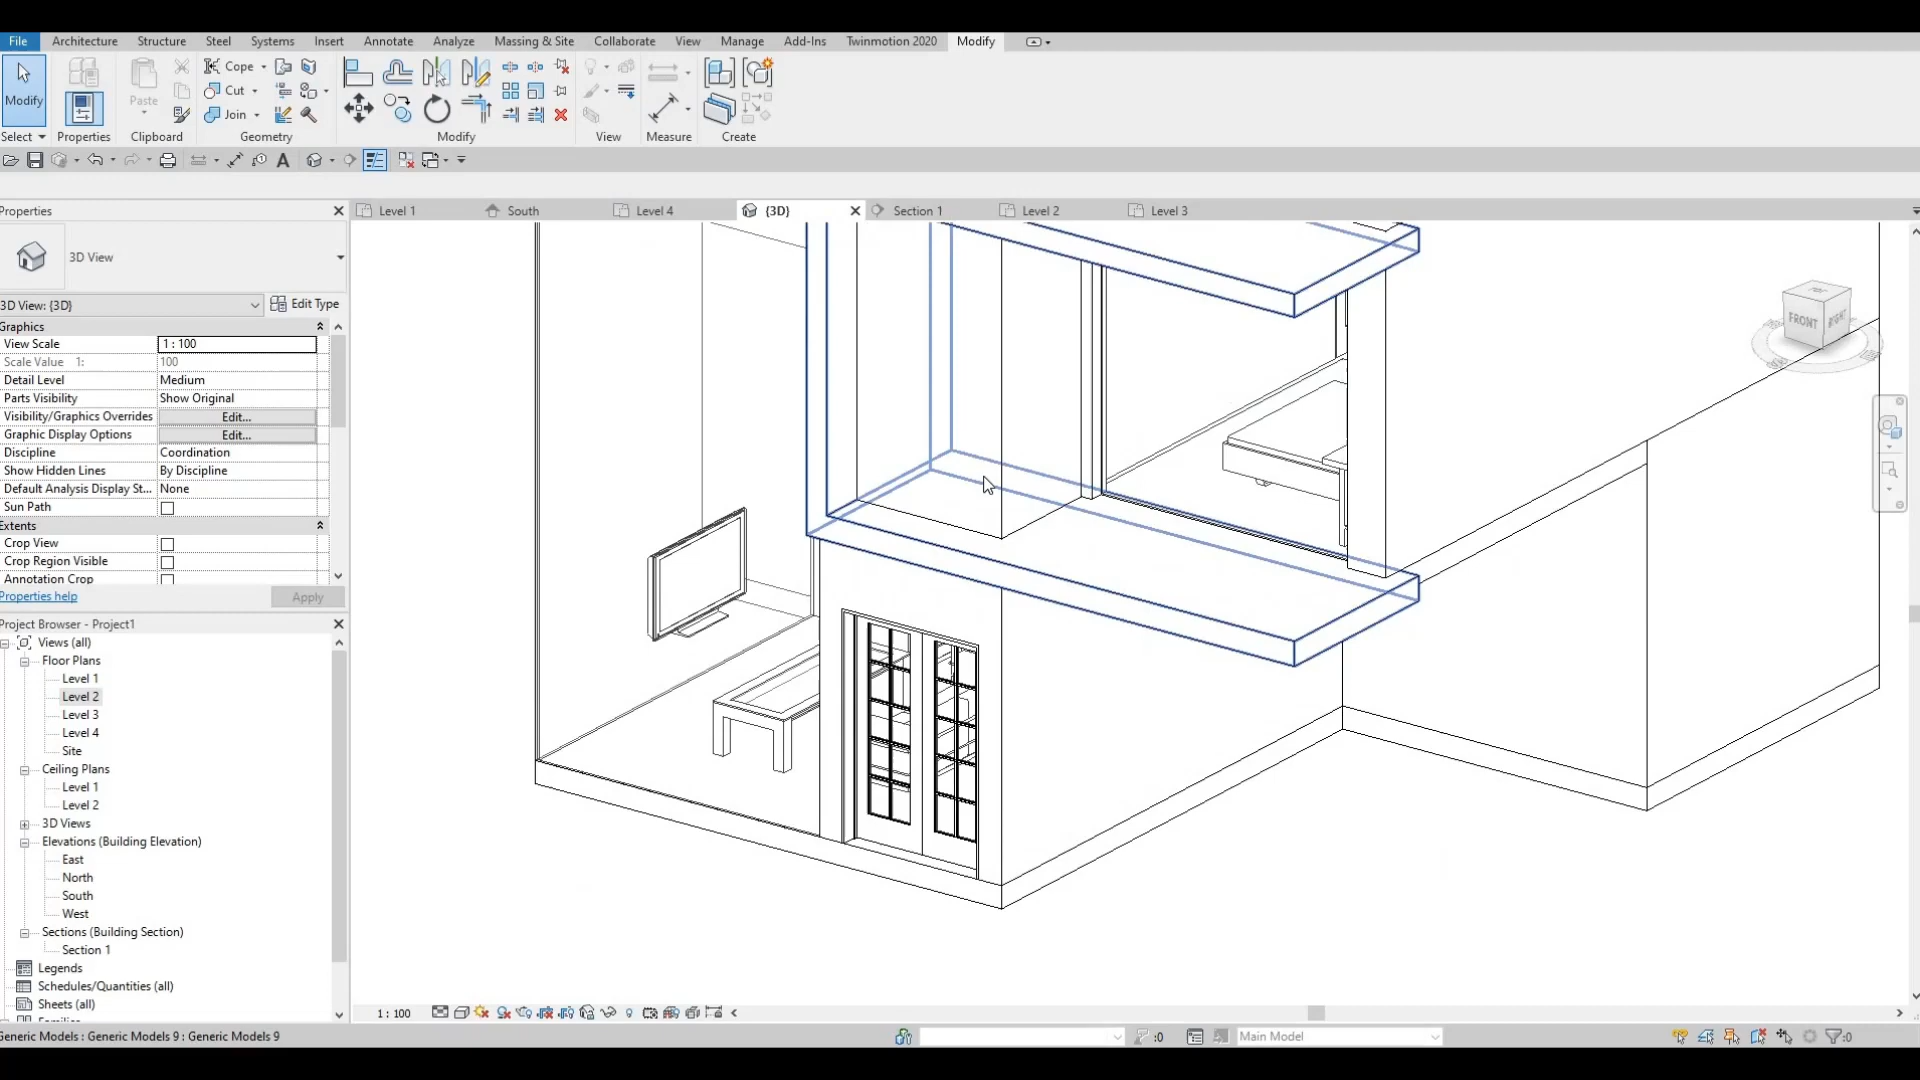 File Architecture Structure Steel Systems Insert Annotate Analyze Massing & Site Collaborate View Manage Add-Ins Twinmotion 2020 Modify
Modify
Paste
Cope
Cut
Join
Select Properties Clipboard Geometry Modify View Measure Create
Properties
Level 1 South Level 4 {3D} Section 1 Level 2 Level 3
3D View
3D View: {3D} Edit Type
Graphics
View Scale 1 : 100
Scale Value 1: 100
Detail Level Medium
Parts Visibility Show Original
Visibility/Graphics Overrides Edit...
Graphic Display Options Edit...
Discipline Coordination
Show Hidden Lines By Discipline
Default Analysis Display St... None
Sun Path
Extents
Crop View
Crop Region Visible
Annotation Crop
Properties help Apply
Project Browser - Project1
Views (all)
Floor Plans
Level 1
Level 2
Level 3
Level 4
Site
Ceiling Plans
Level 1
Level 2
3D Views
Elevations (Building Elevation)
East
North
South
West
Sections (Building Section)
Section 1
Legends
Schedules/Quantities (all)
Sheets (all)
FRONT
RIGHT
1 : 100
Generic Models : Generic Models 9 : Generic Models 9
:0
Main Model
:0